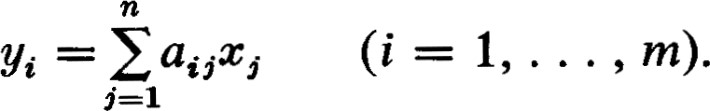 $y_i = \sum_{j=1}^{n} a_{ij} x_j \qquad (i = 1, \ldots, m).$